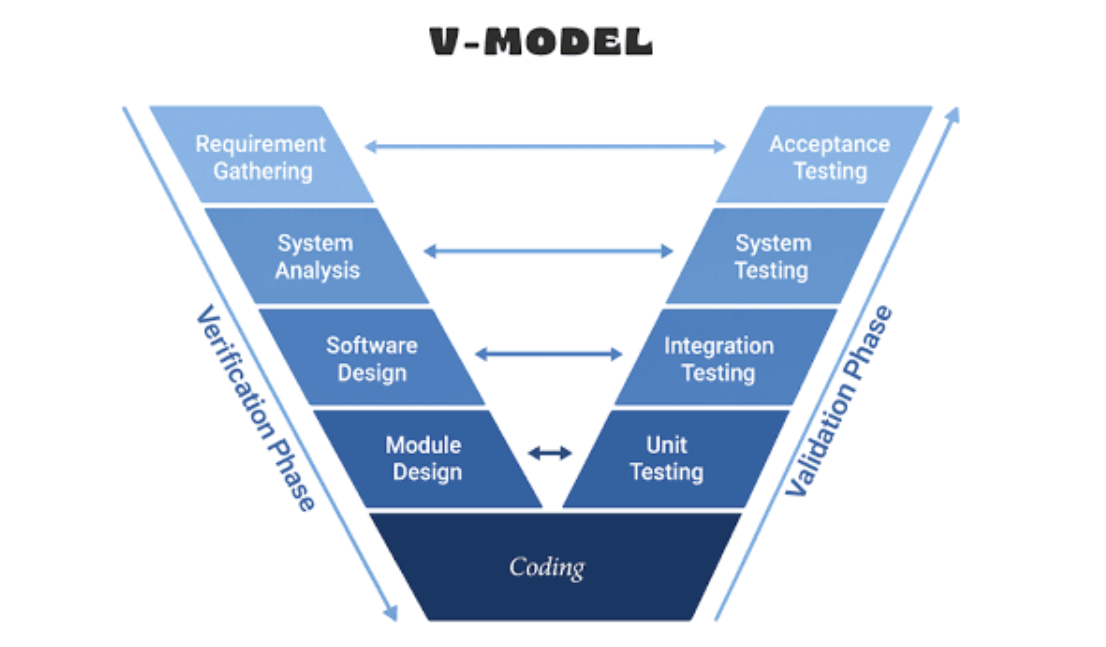 V-MODEL
Requirement
Gathering
Acceptance
Testing
System
Analysis
System
Testing
Software
Design
Integration
Testing
Module
Design
Unit
Testing
Coding
Verification Phase
Validation Phase